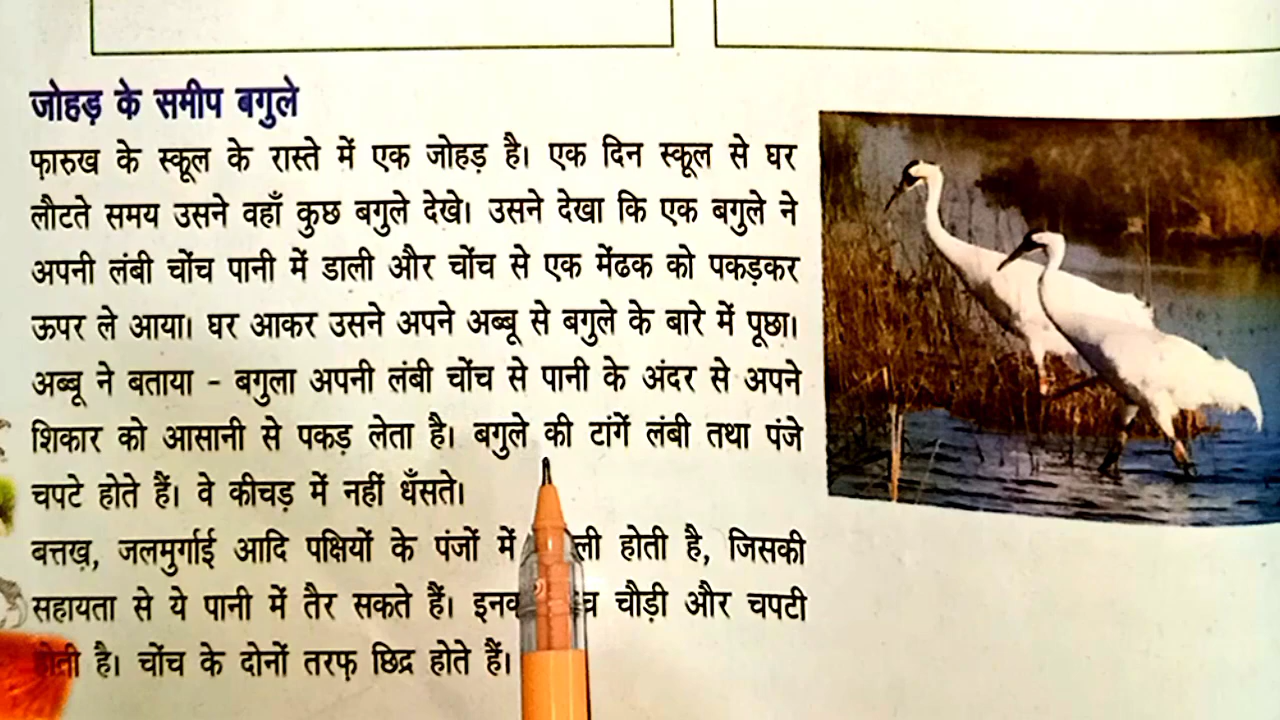 जोहड़ के समीप बगुले
फ़ारुख के स्कूल के रास्ते में एक जोहड़ है। एक दिन स्कूल से घर
लौटते समय उसने वहाँ कुछ बगुले देखे। उसने देखा कि एक बगुले ने
अपनी लंबी चोंच पानी में डाली और चोंच से एक मेंढक को पकड़कर
ऊपर ले आया। घर आकर उसने अपने अब्बू से बगुले के बारे में पूछा।
अब्बू ने बताया - बगुला अपनी लंबी चोंच से पानी के अंदर से अपने
शिकार को आसानी से पकड़ लेता है। बगुले की टांगें लंबी तथा पंजे
चपटे होते हैं। वे कीचड़ में नहीं धँसते।
बत्तख़, जलमुर्गाई आदि पक्षियों के पंजों में होती है, जिसकी
सहायता से ये पानी में तैर सकते हैं। चौड़ी और चपटी
होती है। चोंच के दोनों तरफ़ छिद्र होते हैं।